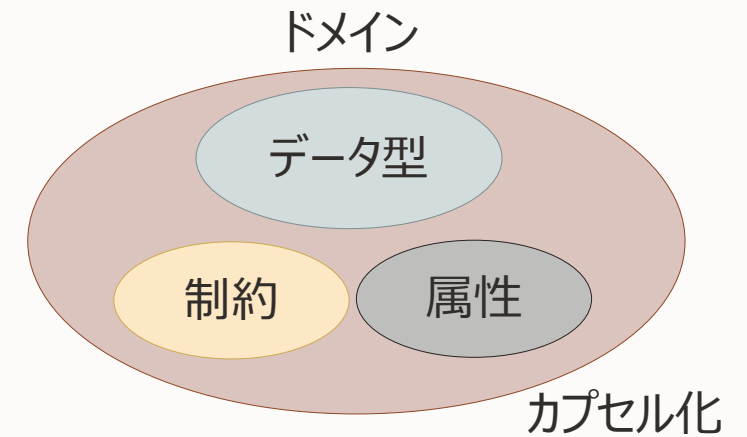 ドメイン
データ型
制約
属性
カプセル化